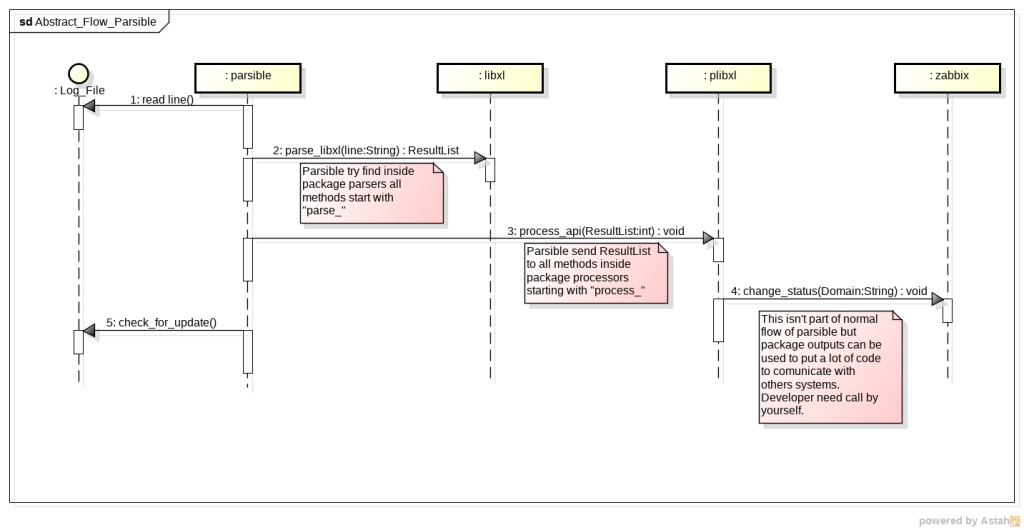 sd Abstract_Flow_Parsible
: Log_File
: parsible
: libxl
: plibxl
: zabbix
1: read line()
2: parse_libxl(line:String) : ResultList
Parsible try find inside
package parsers all
methods start with
"parse_"
3: process_api(ResultList:int) : void
Parsible send ResultList
to all methods inside
package processors
starting with "process_"
4: change_status(Domain:String) : void
This isn't part of normal
flow of parsible but
package outputs can be
used to put a lot of code
to comunicate with
others systems.
Developer need call by
yourself.
5: check_for_update()
powered by Astah